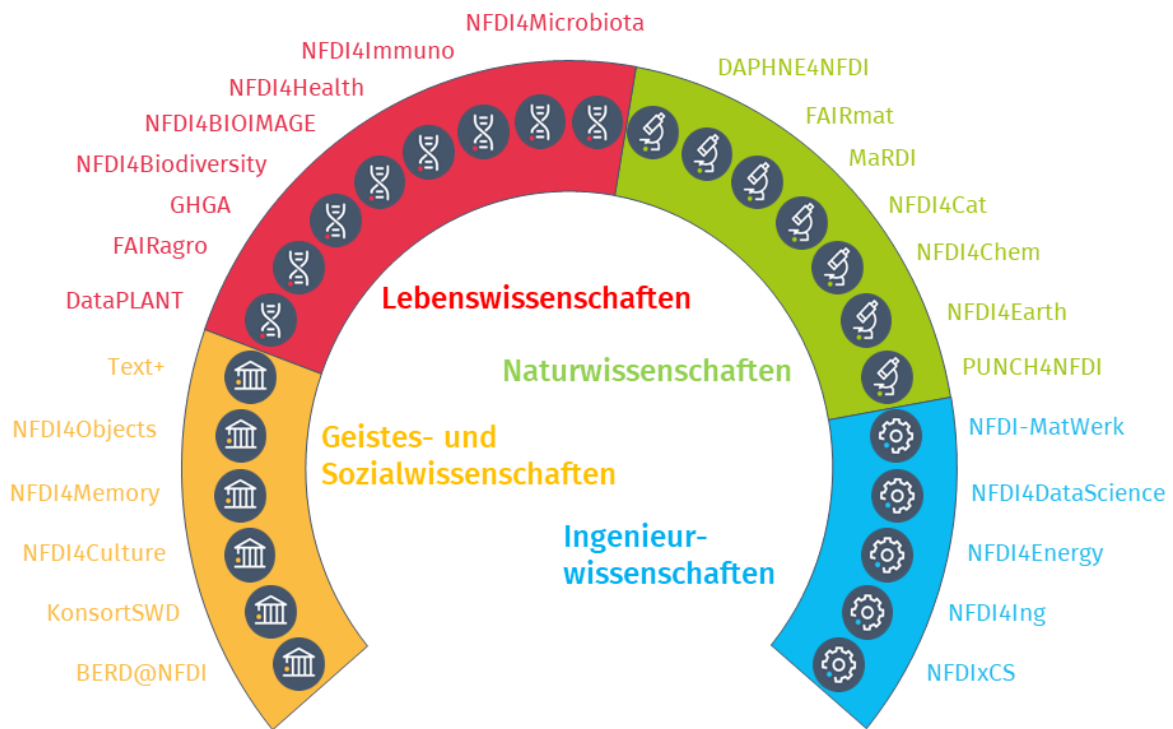 NFDI4Microbiota
NFDI4Immuno
NFDI4Health
NFDI4BIOIMAGE
NFDI4Biodiversity
GHGA
FAIRagro
DataPLANT
Text+
NFDI4Objects
NFDI4Memory
NFDI4Culture
KonsortSWD
BERD@NFDI
DAPHNE4NFDI
FAIRmat
MaRDI
NFDI4Cat
NFDI4Chem
NFDI4Earth
PUNCH4NFDI
NFDI-MatWerk
NFDI4DataScience
NFDI4Energy
NFDI4Ing
NFDIxCS
Lebenswissenschaften
Naturwissenschaften
Geistes- und
Sozialwissenschaften
Ingenieur-
wissenschaften